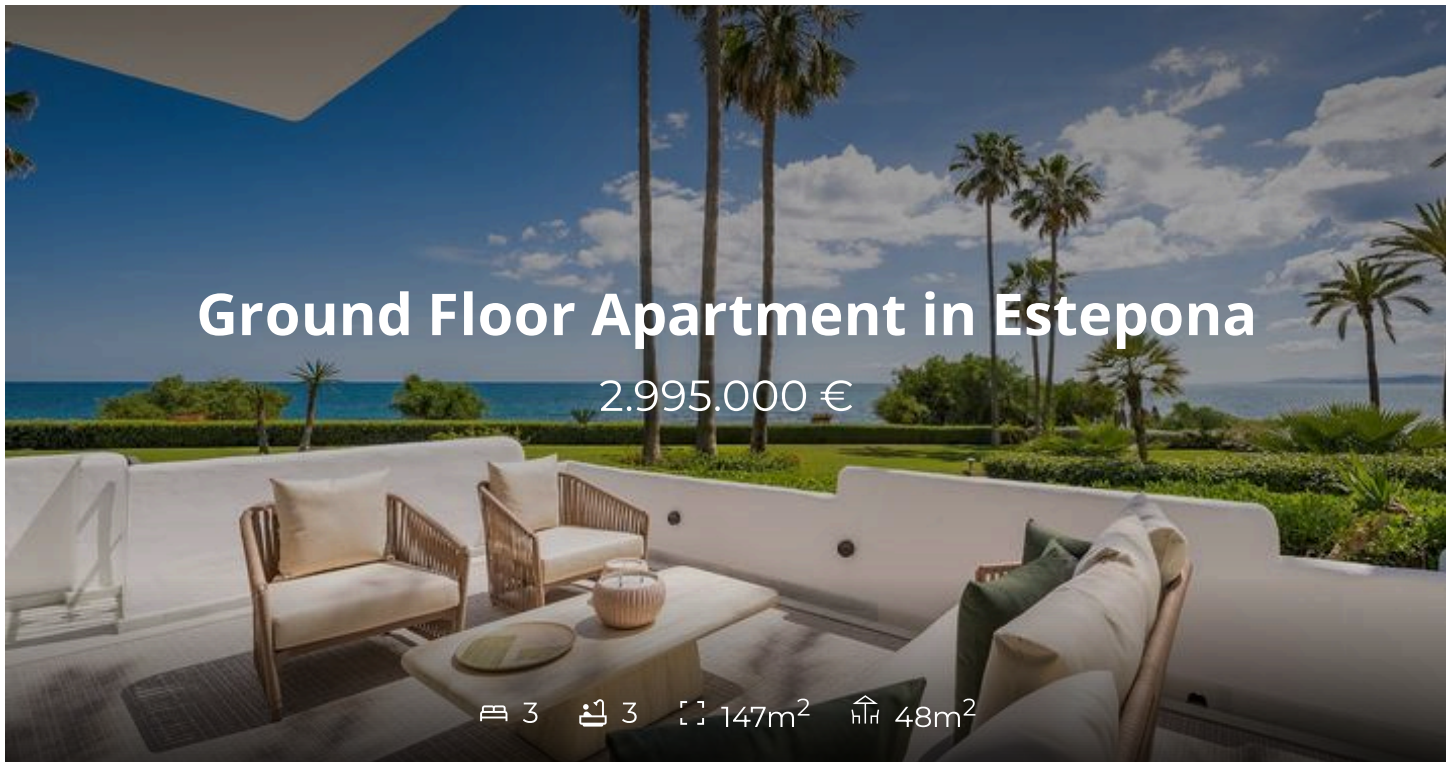 Ground Floor Apartment in Estepona
2.995.000 €
3 3 147m² 48m²